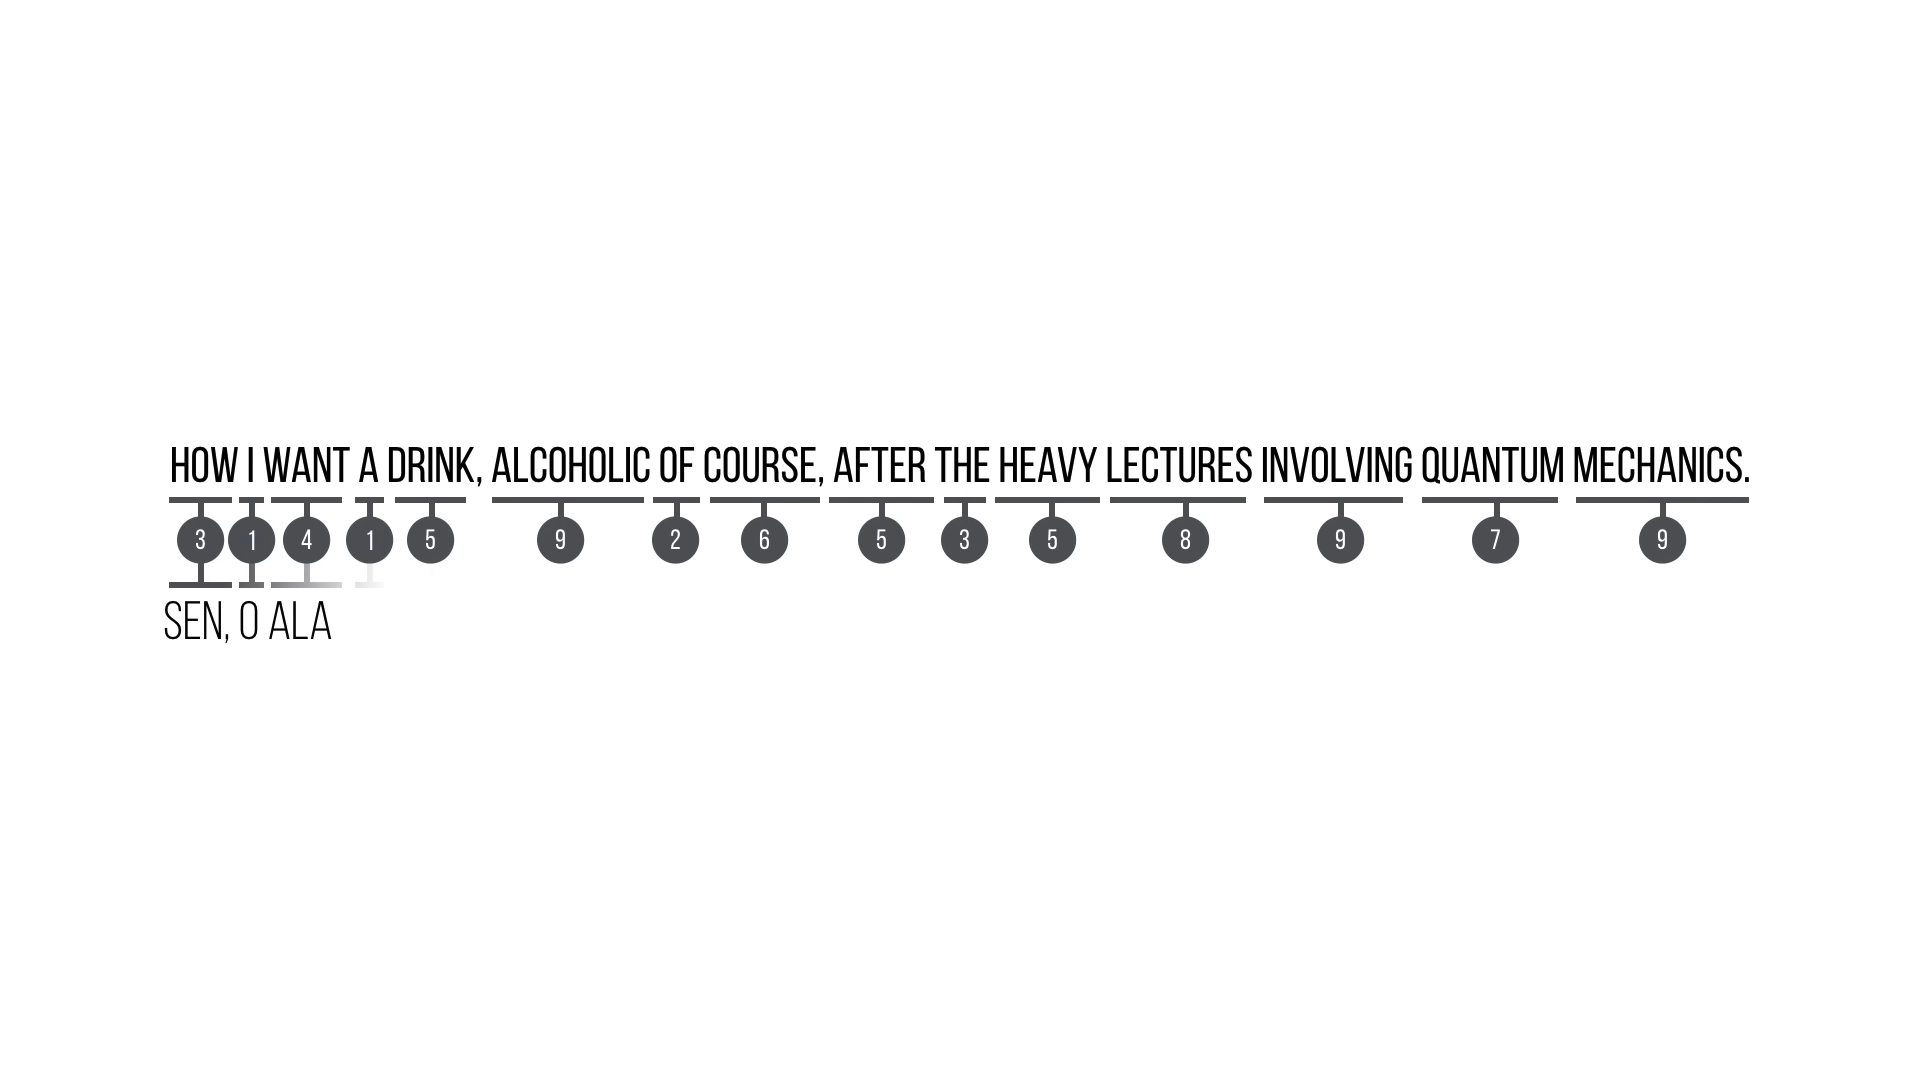 HOW I WANT A DRINK, ALCOHOLIC OF COURSE, AFTER THE HEAVY LECTURES INVOLVING QUANTUM MECHANICS.
3 1 4 1 5 9 2 6 5 3 5 8 9 7 9
SEN, O ALA